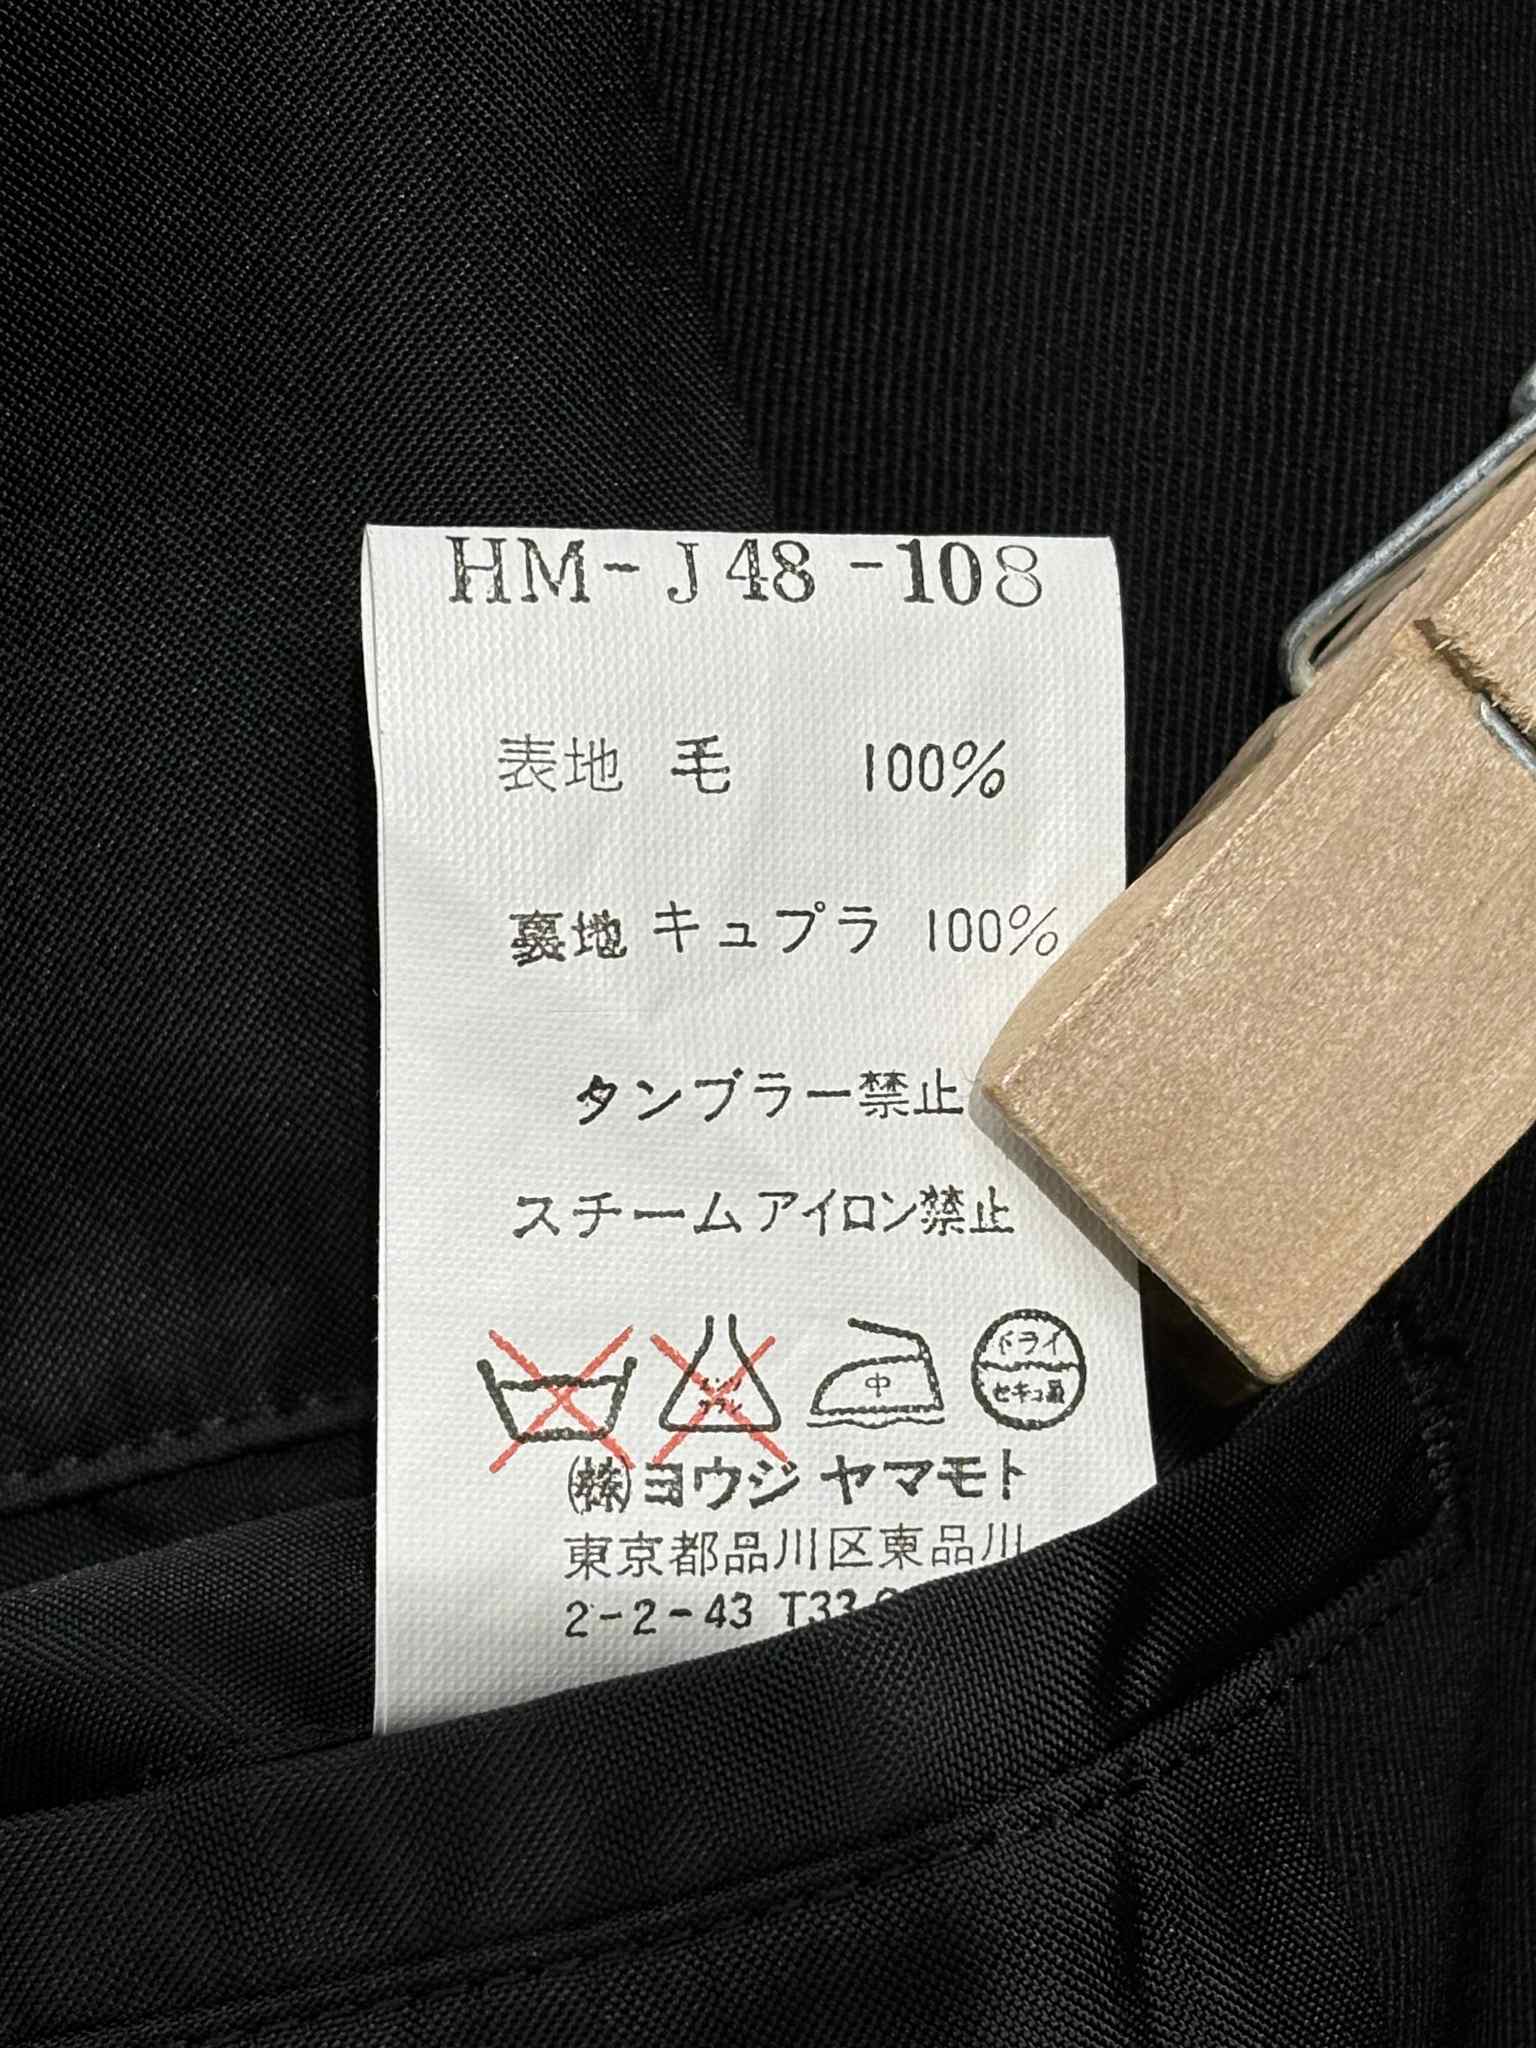 HM-J48-108
表地 毛 100%
裏地 キュプラ 100%
タンブラー禁止
スチームアイロン禁止
中
ドライ
セキユ系
㈱ヨウジヤマモト
東京都品川区東品川
2-2-43